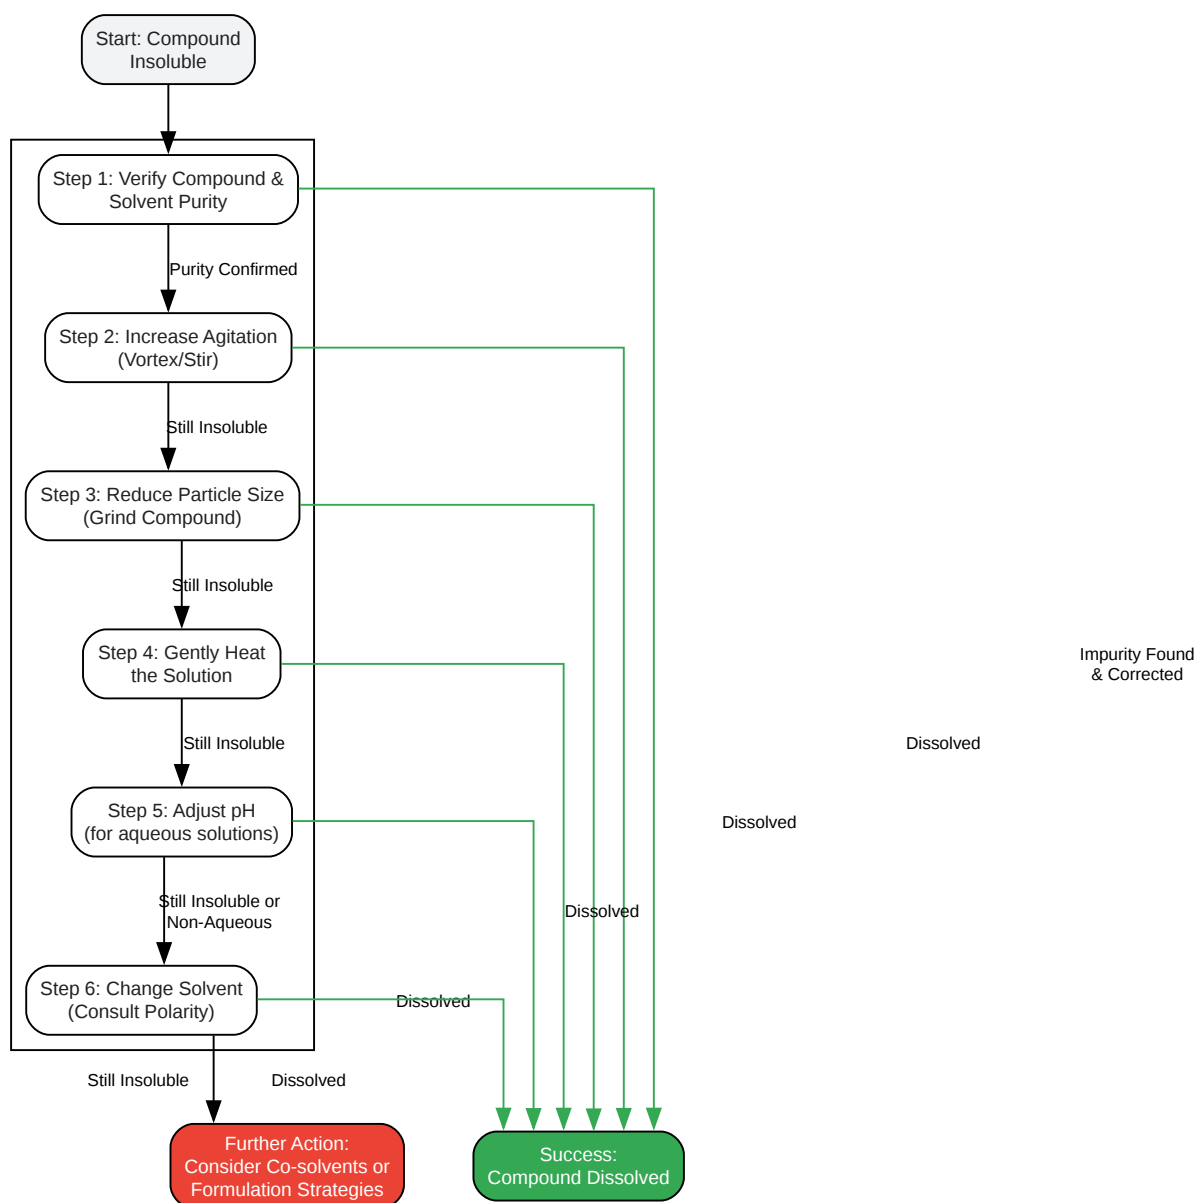 Start: Compound
Insoluble
Step 1: Verify Compound &
Solvent Purity
Purity Confirmed
Step 2: Increase Agitation
(Vortex/Stir)
Still Insoluble
Step 3: Reduce Particle Size
(Grind Compound)
Still Insoluble
Step 4: Gently Heat
the Solution
Impurity Found
& Corrected
Still Insoluble
Dissolved
Step 5: Adjust pH
(for aqueous solutions)
Dissolved
Still Insoluble or
Non-Aqueous
Dissolved
Step 6: Change Solvent
(Consult Polarity)
Dissolved
Still Insoluble
Dissolved
Further Action:
Consider Co-solvents or
Formulation Strategies
Success:
Compound Dissolved